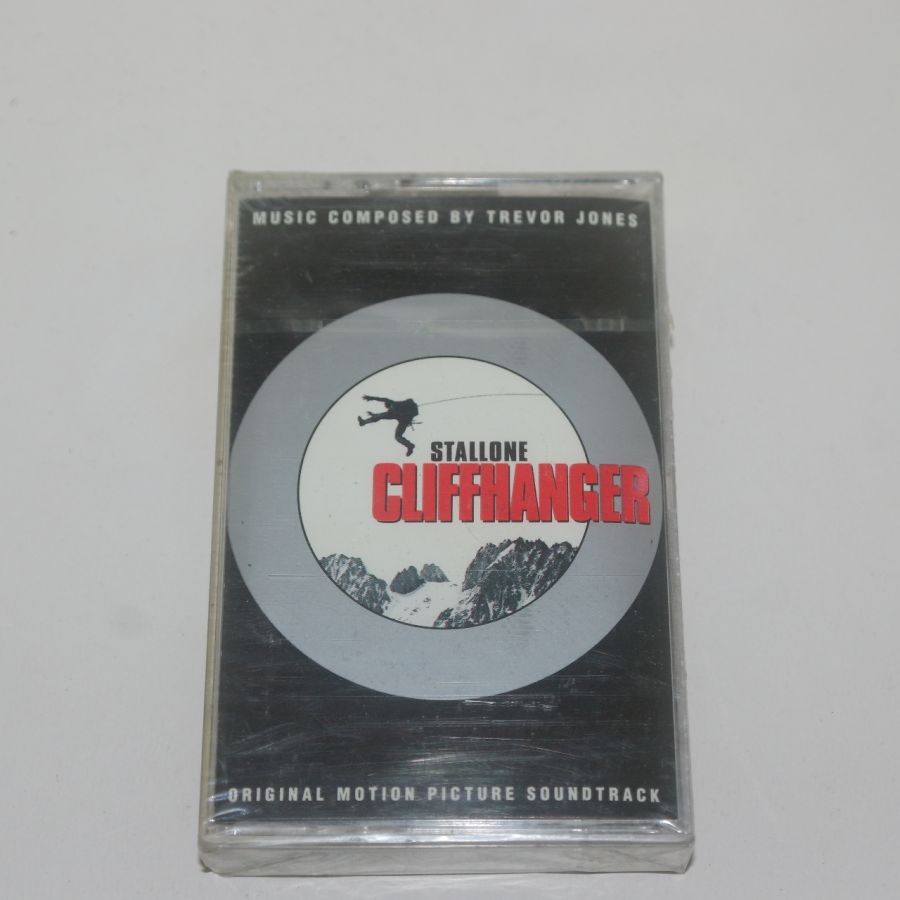 MUSIC COMPOSED BY TREVOR JONES
STALLONE
CLIFFHANGER
ORIGINAL MOTION PICTURE SOUNDTRACK